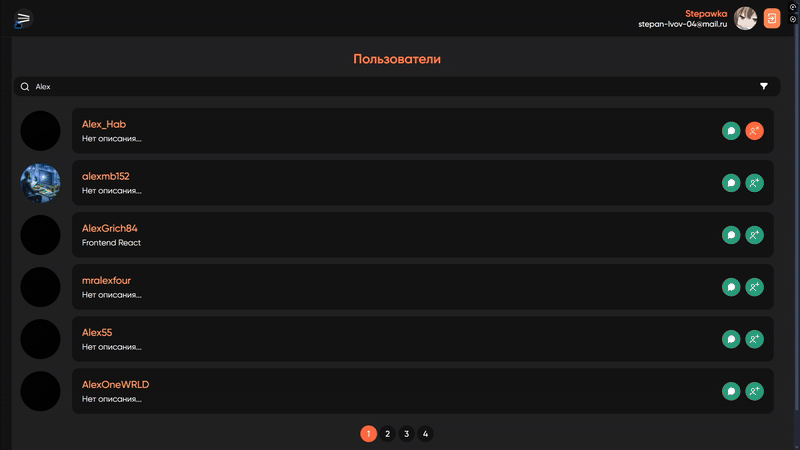 Stepawka
stepan-lvov-04@mail.ru
Пользователи
Alex
Alex_Hab
Нет описания...
alexmb152
Нет описания...
AlexGrich84
Frontend React
mralexfour
Нет описания...
Alex55
Нет описания...
AlexOneWRLD
Нет описания...
1 2 3 4